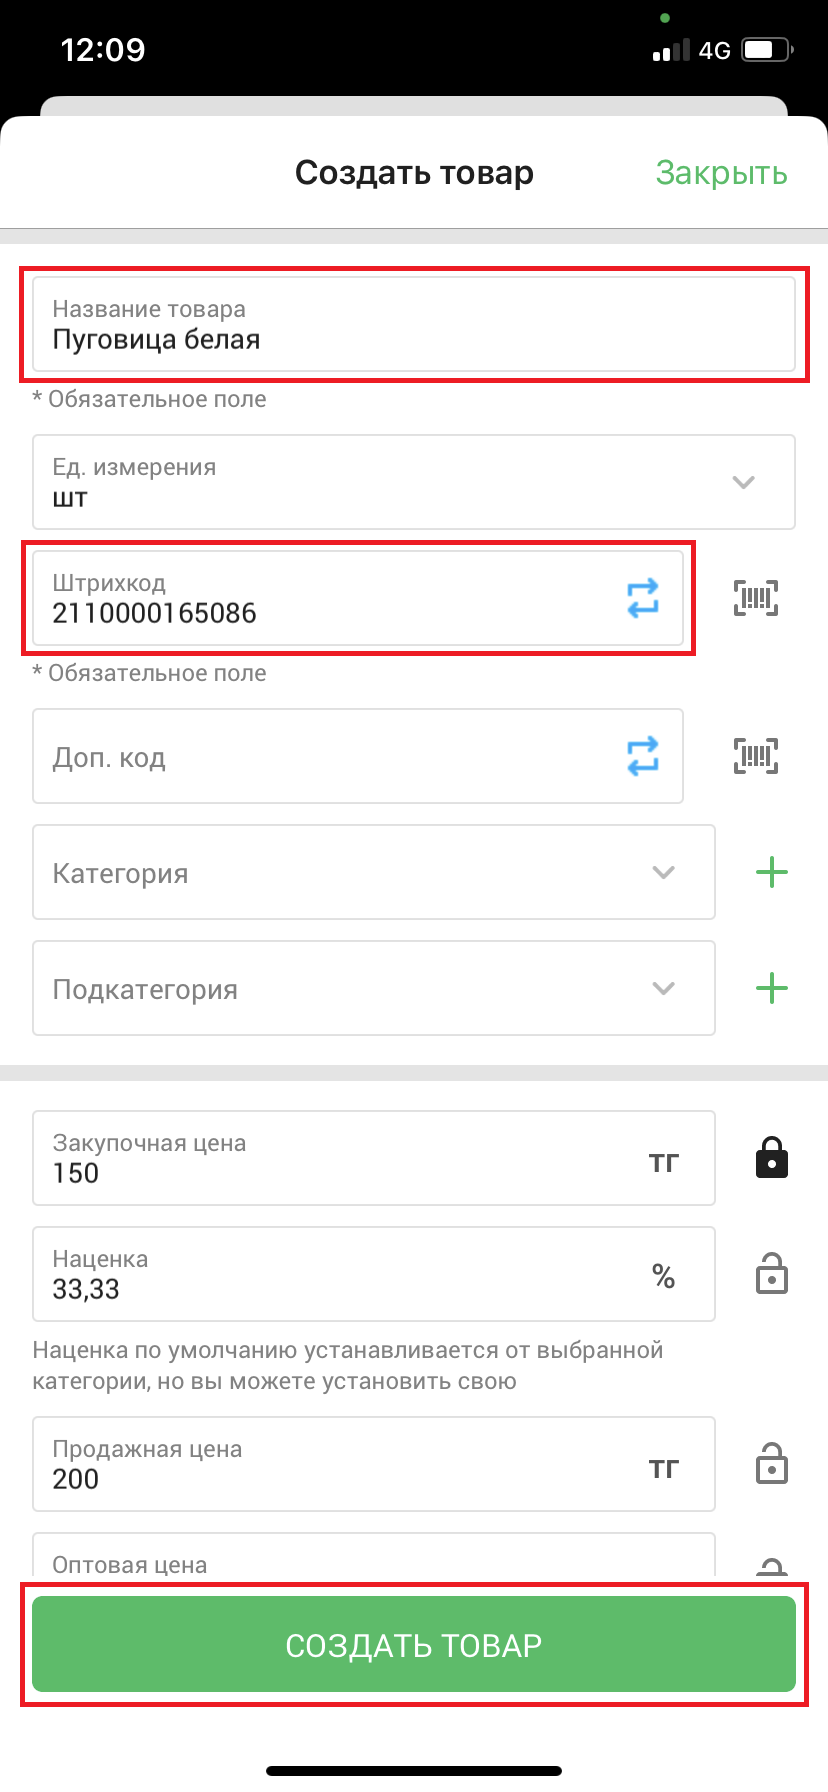 12:09
4G
Создать товар
Закрыть
Название товара
Пуговица белая
* Обязательное поле
Ед. измерения
шт
Штрихкод
2110000165086
* Обязательное поле
Доп. код
Категория
Подкатегория
Закупочная цена
150
тг
Наценка
33,33
%
Наценка по умолчанию устанавливается от выбранной
категории, но вы можете установить свою
Продажная цена
200
тг
Оптовая цена
СОЗДАТЬ ТОВАР